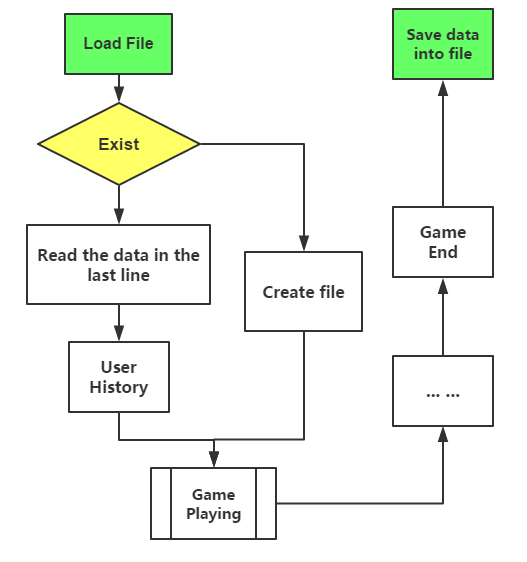 Load File
Exist
Read the data in the
last line
Create file
User
History
Game
Playing
... ...
Game
End
Save data
into file